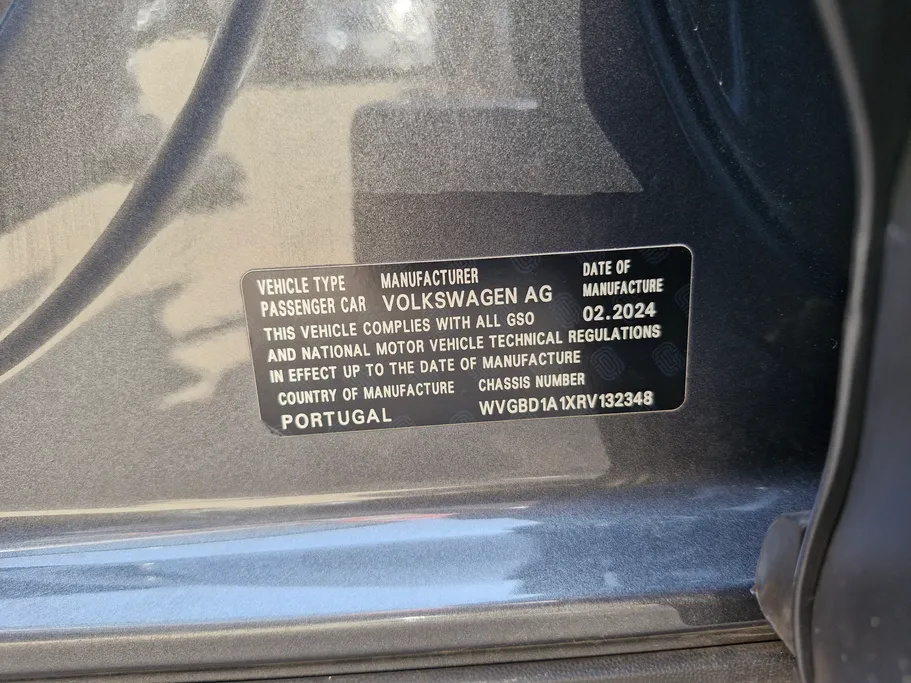 VEHICLE TYPE MANUFACTURER DATE OF
PASSENGER CAR VOLKSWAGEN AG MANUFACTURE
THIS VEHICLE COMPLIES WITH ALL GSO 02.2024
AND NATIONAL MOTOR VEHICLE TECHNICAL REGULATIONS
IN EFFECT UP TO THE DATE OF MANUFACTURE
COUNTRY OF MANUFACTURE CHASSIS NUMBER
PORTUGAL WVGBD1A1XRV132348